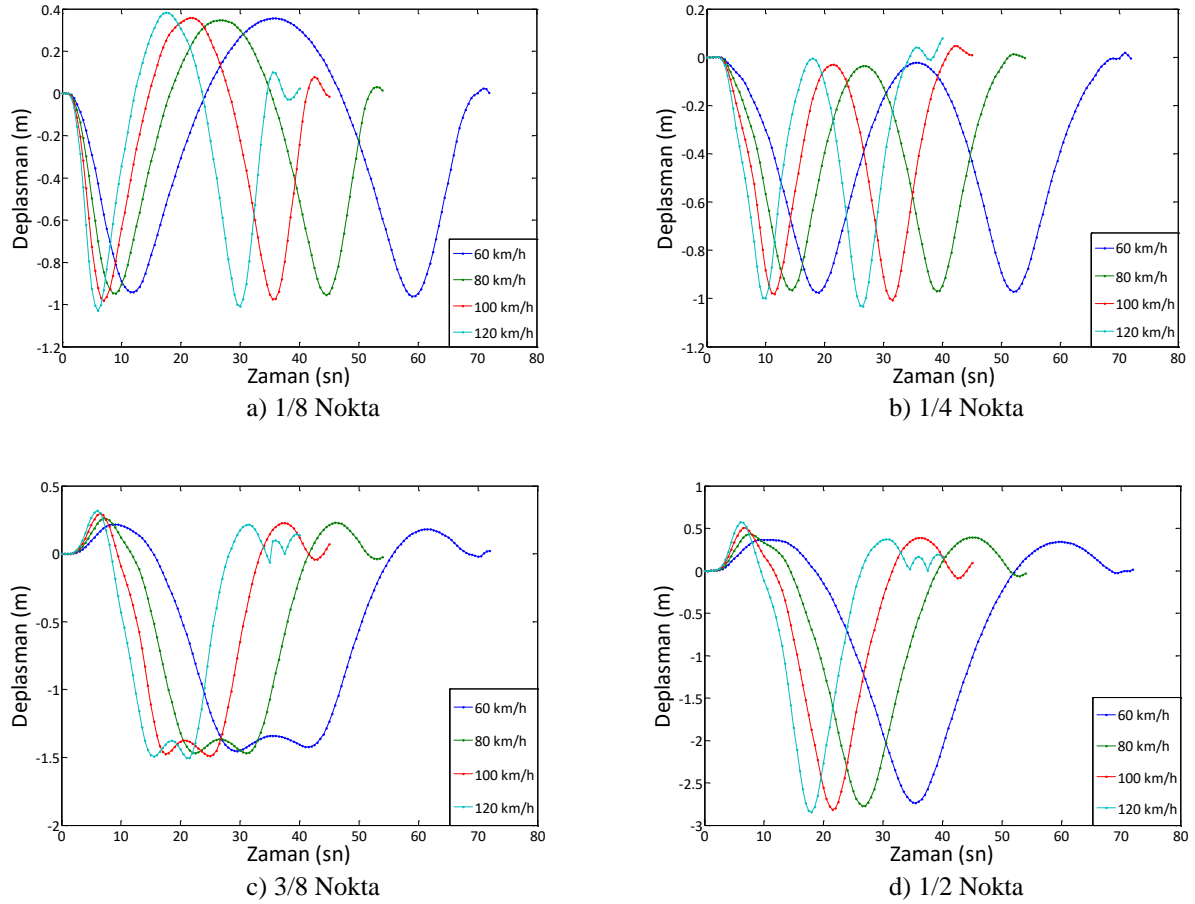 0.4
0.2
0
-0.2
-0.4
-0.6
-0.8
-1
-1.2
0 10 20 30 40 50 60 70 80
Deplasman (m)
Zaman (sn)
60 km/h
80 km/h
100 km/h
120 km/h
a) 1/8 Nokta
0.2
0
-0.2
-0.4
-0.6
-0.8
-1
-1.2
0 10 20 30 40 50 60 70 80
Deplasman (m)
Zaman (sn)
60 km/h
80 km/h
100 km/h
120 km/h
b) 1/4 Nokta
0.5
0
-0.5
-1
-1.5
-2
0 10 20 30 40 50 60 70 80
Deplasman (m)
Zaman (sn)
60 km/h
80 km/h
100 km/h
120 km/h
c) 3/8 Nokta
1
0.5
0
-0.5
-1
-1.5
-2
-2.5
-3
0 10 20 30 40 50 60 70 80
Deplasman (m)
Zaman (sn)
60 km/h
80 km/h
100 km/h
120 km/h
d) 1/2 Nokta